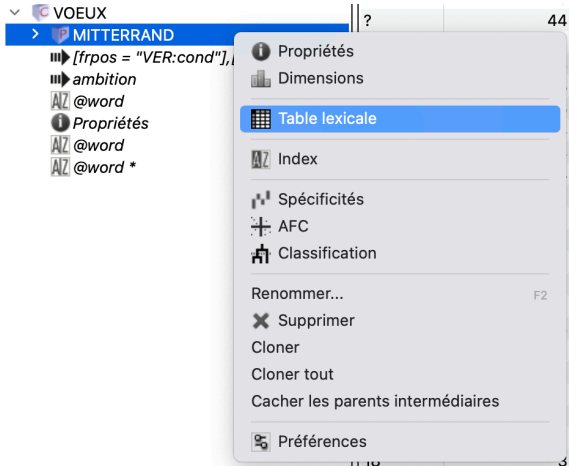 VOEUX
MITTERRAND
[frpos = "VER:cond"],[
ambition
@word
Propriétés
@word
@word *
? 44
Propriétés
Dimensions
Table lexicale
Index
Spécificités
AFC
Classification
Renommer... F2
Supprimer
Cloner
Cloner tout
Cacher les parents intermédiaires
Préférences